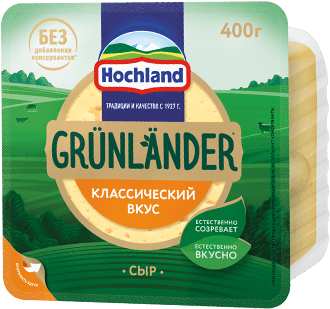 БЕЗ
добавления
консервантов*
400г
Hochland
ТРАДИЦИИ И КАЧЕСТВО С 1927 Г.
GRÜNLÄNDER
КЛАССИЧЕСКИЙ
ВКУС
ЕСТЕСТВЕННО
СОЗРЕВАЕТ
ЕСТЕСТВЕННО
ВКУСНО
· СЫР ·